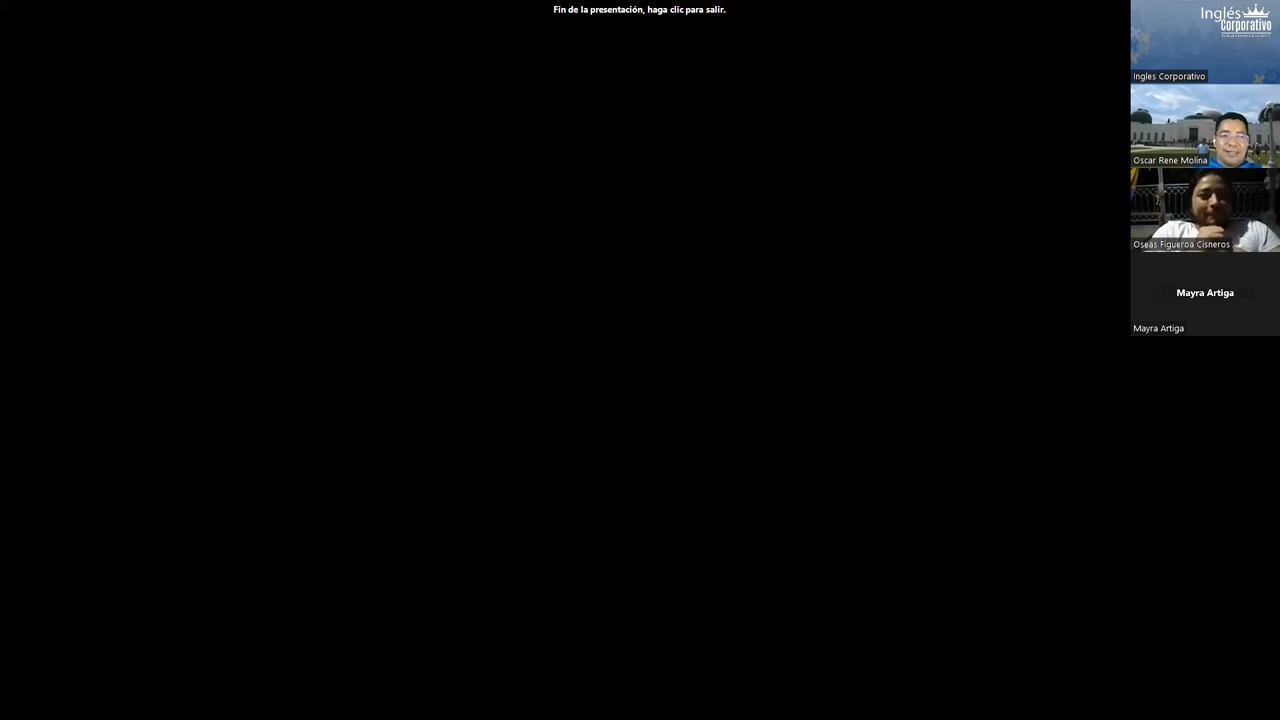 Fin de la presentación, haga clic para salir.
Inglés
Corporativo
Ingles Corporativo
Oscar Rene Molina
Oseas Figueroa Cisneros
Mayra Artiga
Mayra Artiga